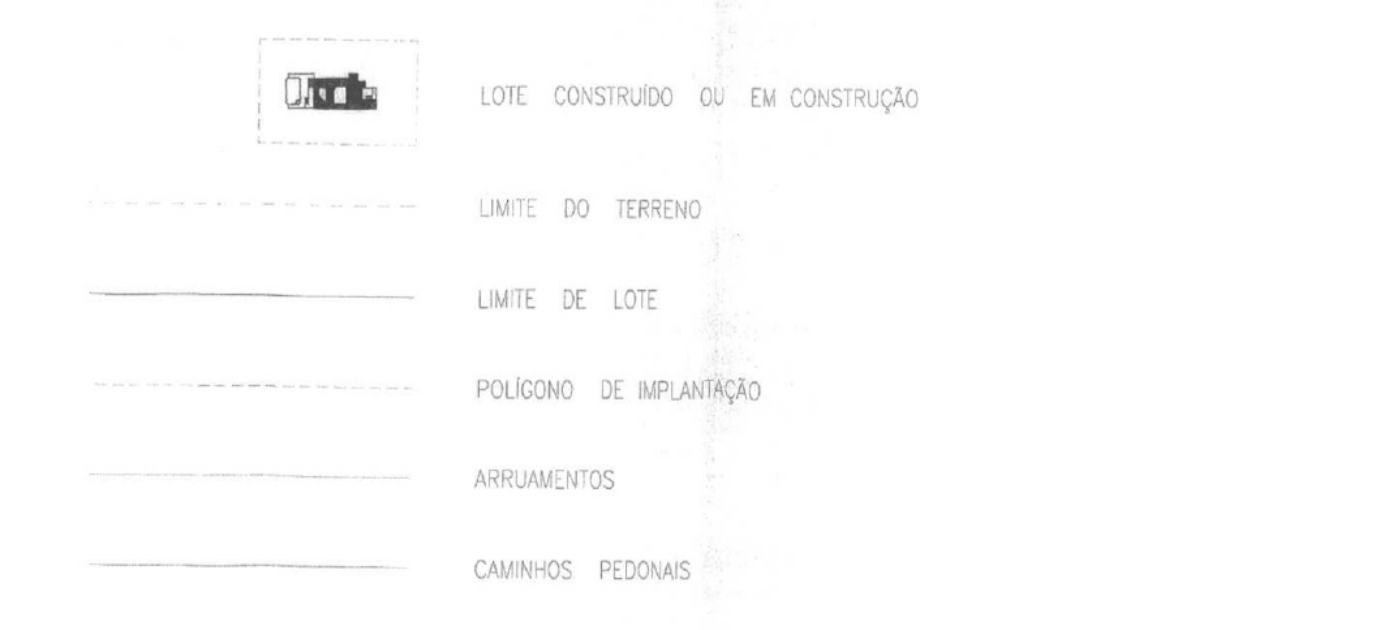 LOTE CONSTRUÍDO OU EM CONSTRUÇÃO
LIMITE DO TERRENO
LIMITE DE LOTE
POLÍGONO DE IMPLANTAÇÃO
ARRUAMENTOS
CAMINHOS PEDONAIS